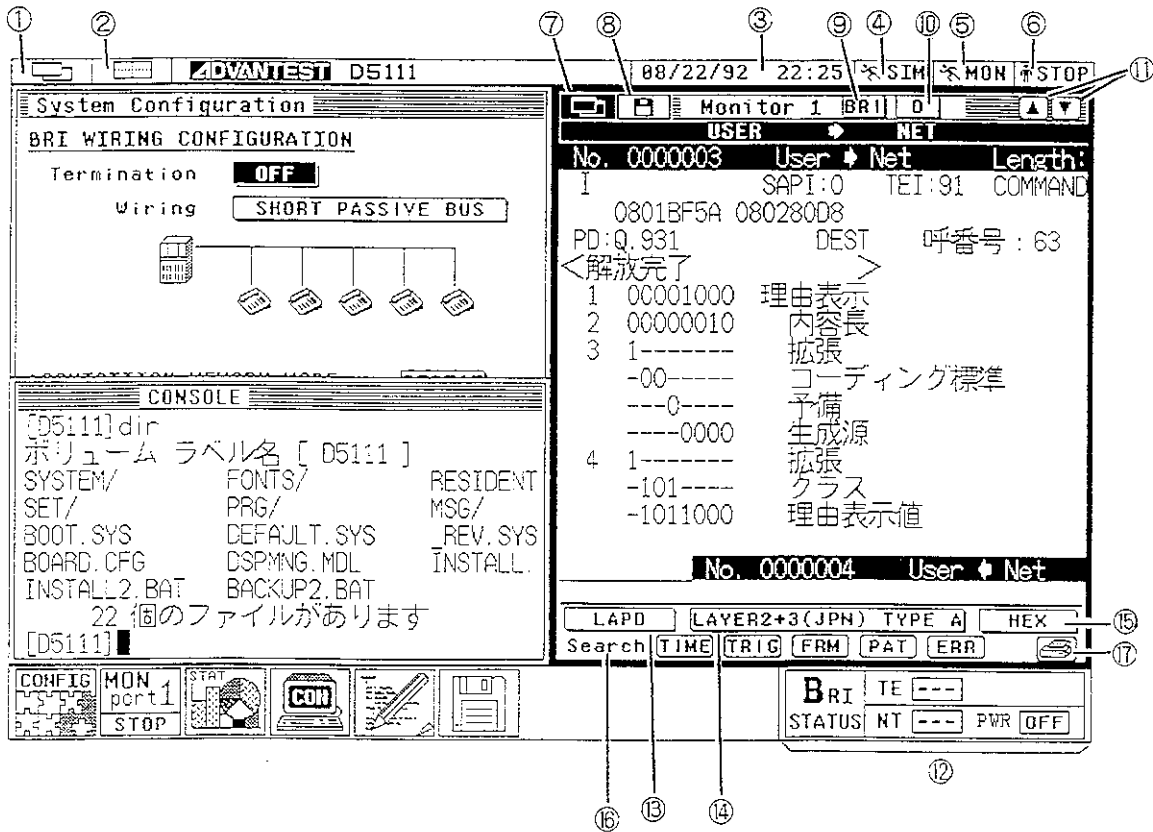 ① ② ⑦ ⑧ ③ ⑨ ④ ⑩ ⑤ ⑥ ⑪
ADVANTEST D5111
08/22/92 22:25 SIM MON STOP
System Configuration
BRI WIRING CONFIGURATION
Termination OFF
Wiring SHORT PASSIVE BUS
CONSOLE
[D5111]dir
ボリューム ラベル名 [ D5111 ]
SYSTEM/ FONTS/ RESIDENT
SET/ PRG/ MSG/
BOOT.SYS DEFAULT.SYS _REV.SYS
BOARD.CFG DSPMNG.MDL INSTALL.
INSTALL2.BAT BACKUP2.BAT
22 個のファイルがあります
[D5111]
Monitor 1 BRI D ▲ ▼
USER ➧ NET
No. 0000003 User ➧ Net Length:
I SAPI:0 TEI:91 COMMAND
0801BF5A 080280D8
PD:Q.931 DEST 呼番号 : 63
<解放完了 >
1 00001000 理由表示
2 00000010 内容長
3 1------- 拡張
-00----- コーディング標準
---0---- 予備
----0000 生成源
4 1------- 拡張
-101---- クラス
-1011000 理由表示値
No. 0000004 User Net
LAPD LAYER2+3(JPN) TYPE A HEX
Search TIME TRIG FRM PAT ERR
⑮
⑰
CONFIG MON port1 STOP STAT CON
BRI STATUS TE ---
NT --- PWR OFF
⑫
⑬ ⑭
⑯